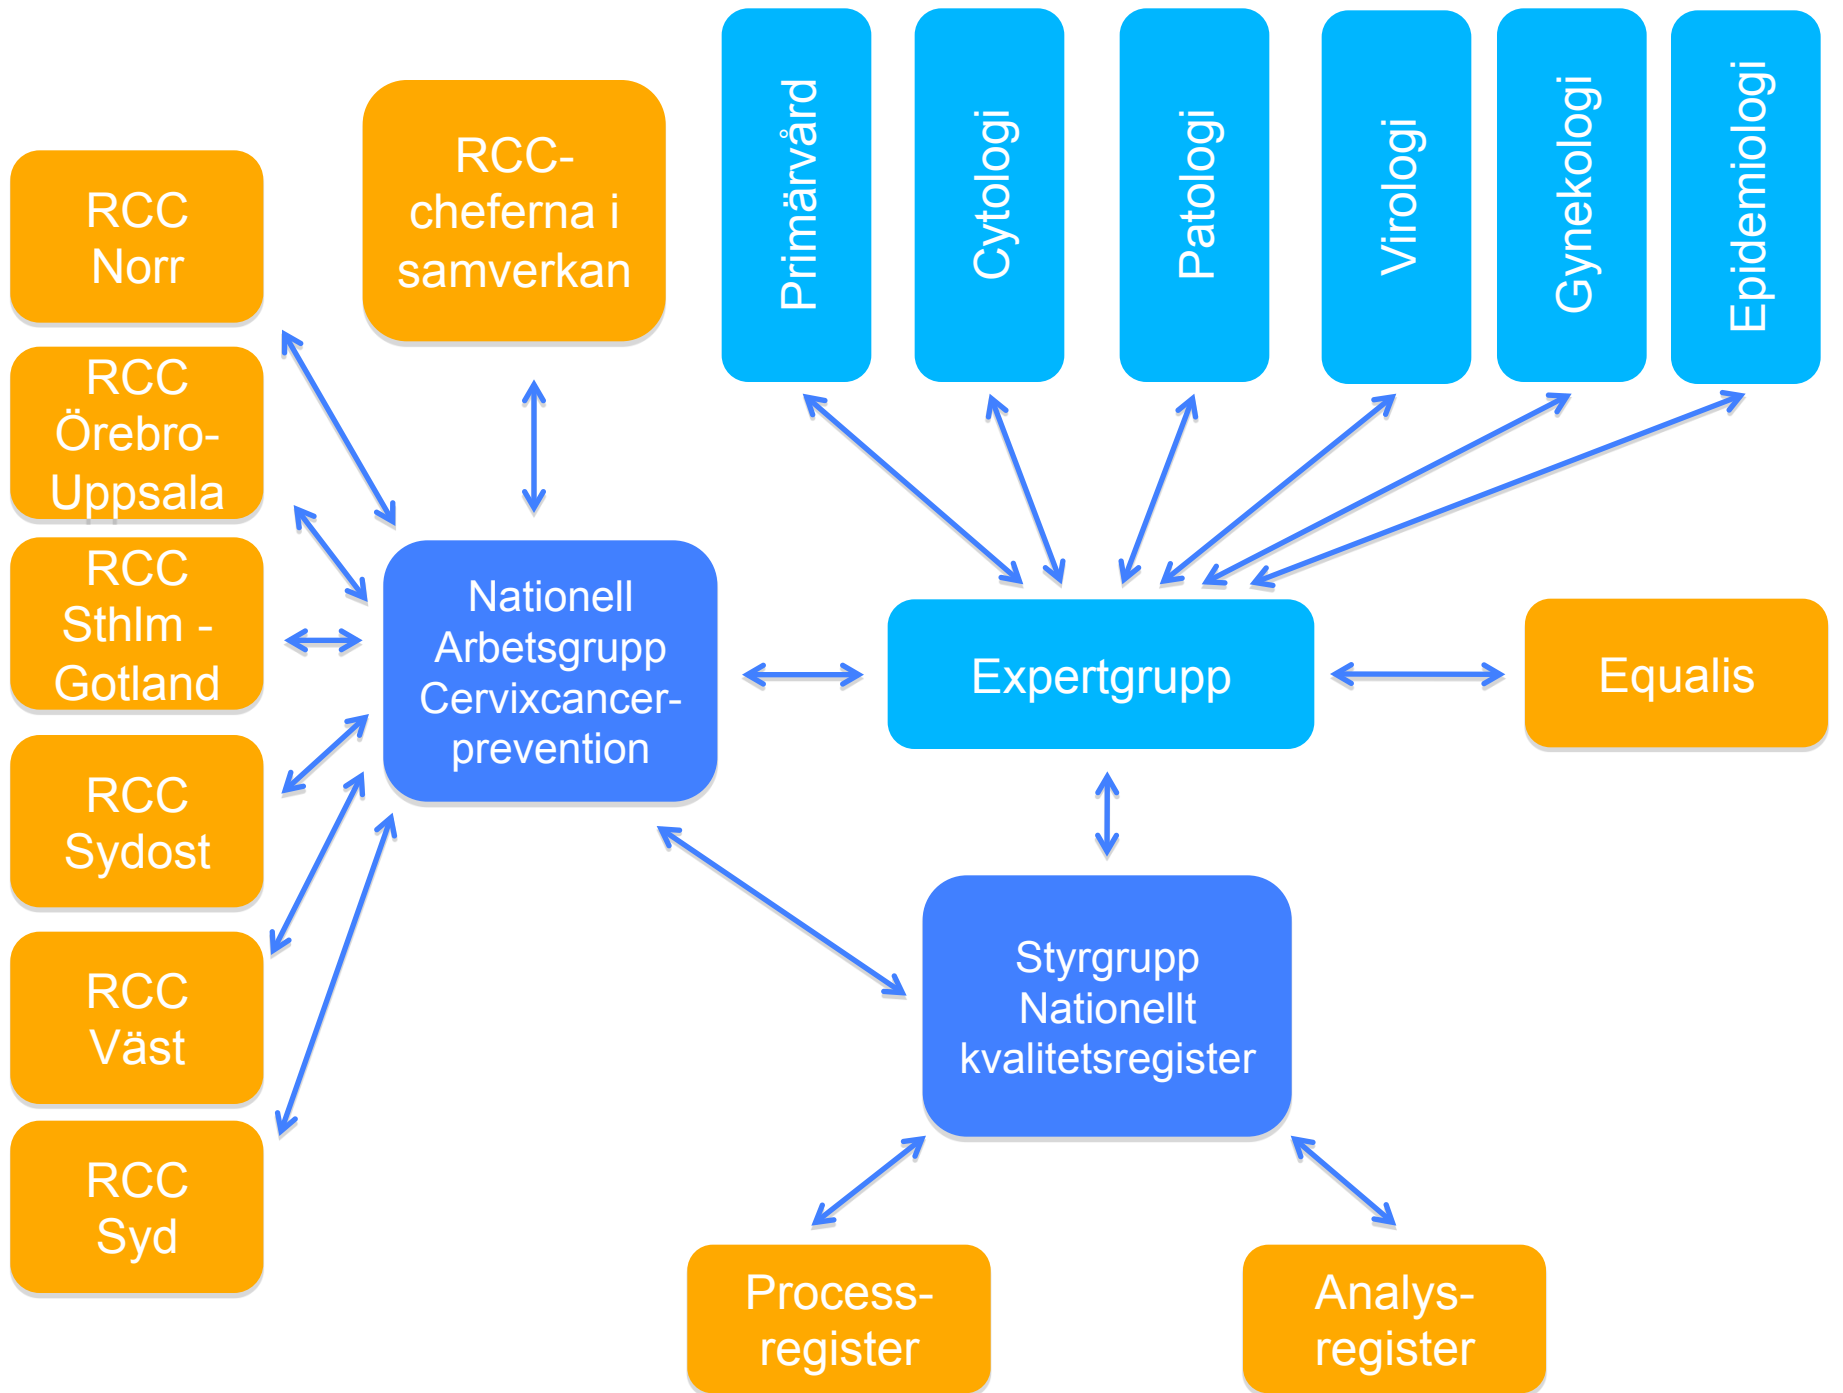 RCC
Norr
RCC
Örebro-
Uppsala
RCC
Sthlm -
Gotland
RCC
Sydost
RCC
Väst
RCC
Syd
RCC-
cheferna i
samverkan
Primärvård
Cytologi
Patologi
Virologi
Gynekologi
Epidemiologi
Nationell
Arbetsgrupp
Cervixcancer-
prevention
Expertgrupp
Equalis
Styrgrupp
Nationellt
kvalitetsregister
Process-
register
Analys-
register